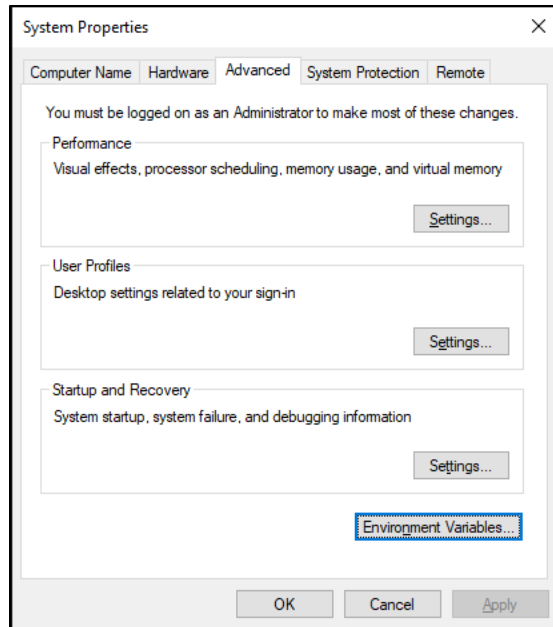 System Properties
Computer Name Hardware Advanced System Protection Remote
You must be logged on as an Administrator to make most of these changes.
Performance
Visual effects, processor scheduling, memory usage, and virtual memory
Settings...
User Profiles
Desktop settings related to your sign-in
Settings...
Startup and Recovery
System startup, system failure, and debugging information
Settings...
Environment Variables...
OK Cancel Apply